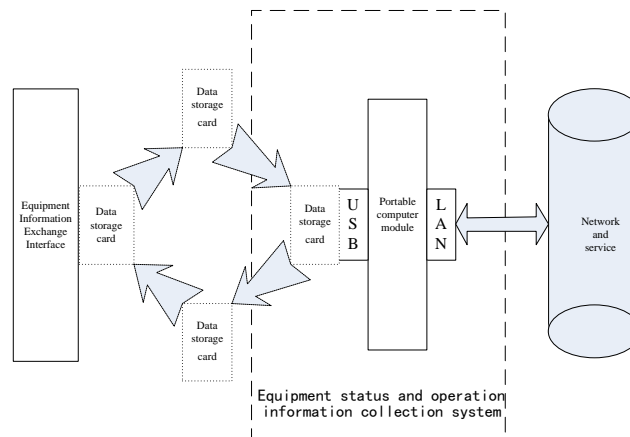 Data
storage
card
Equipment
Information
Exchange
Interface
Data
storage
card
Data
storage
card
U
S
B
Portable
computer
module
L
A
N
Network
and
service
Data
storage
card
Equipment status and operation
information collection system